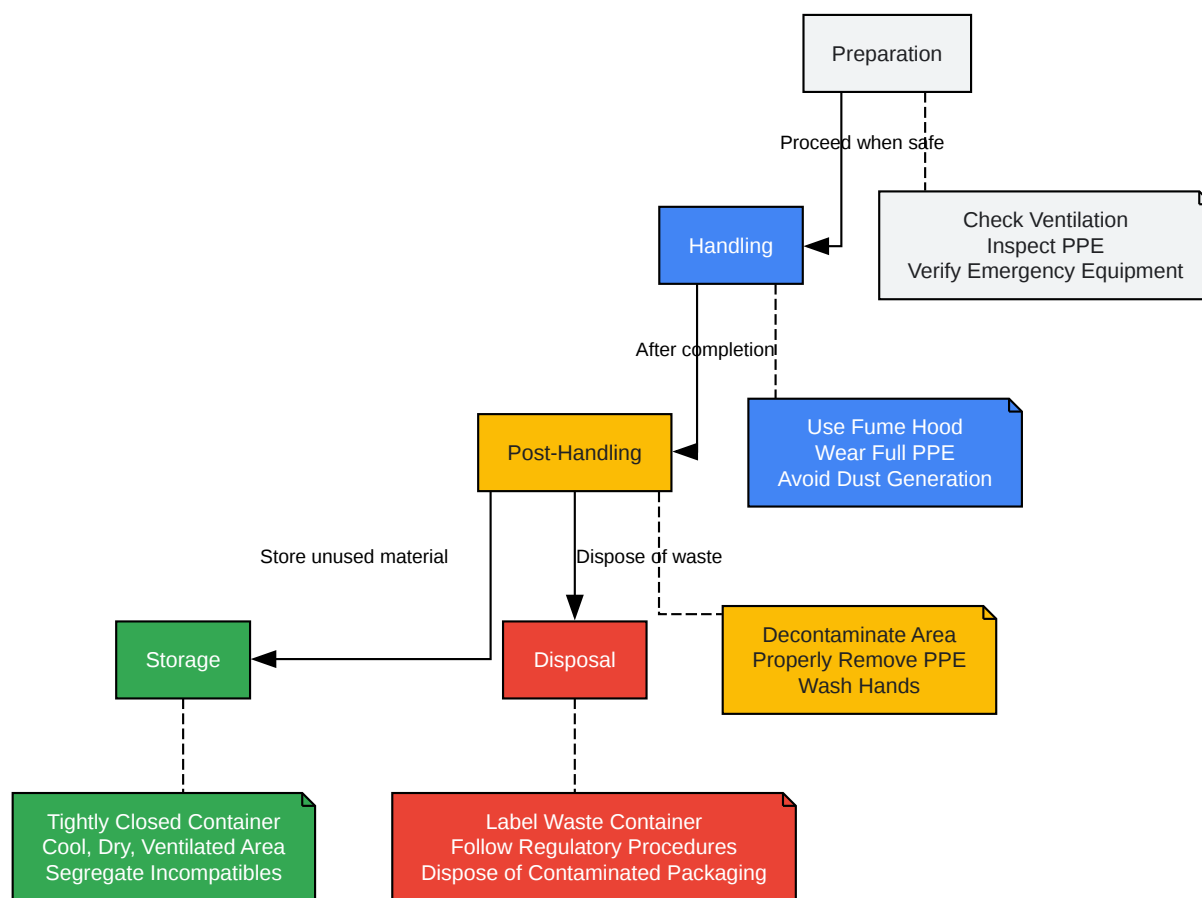 Preparation
Proceed when safe
Check Ventilation
Inspect PPE
Verify Emergency Equipment
Handling
After completion
Use Fume Hood
Wear Full PPE
Avoid Dust Generation
Post-Handling
Store unused material
Dispose of waste
Decontaminate Area
Properly Remove PPE
Wash Hands
Storage
Disposal
Tightly Closed Container
Cool, Dry, Ventilated Area
Segregate Incompatibles
Label Waste Container
Follow Regulatory Procedures
Dispose of Contaminated Packaging